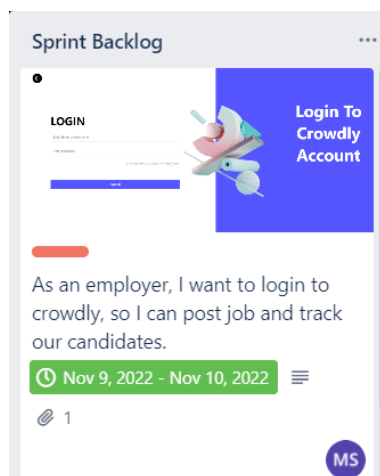 Sprint Backlog
LOGIN
Login To
Crowdly
Account
As an employer, I want to login to
crowdly, so I can post job and track
our candidates.
Nov 9, 2022 - Nov 10, 2022
1
MS